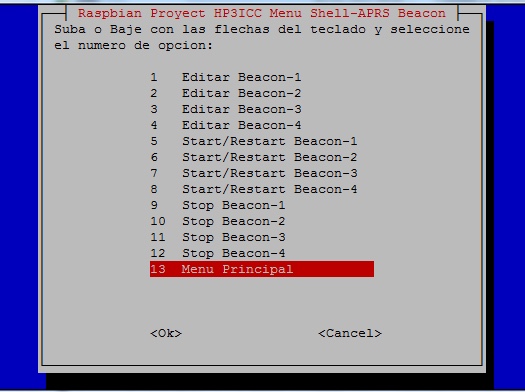 Raspbian Proyect HP3ICC Menu Shell-APRS Beacon
Suba o Baje con las flechas del teclado y seleccione
el numero de opcion:
1 Editar Beacon-1
2 Editar Beacon-2
3 Editar Beacon-3
4 Editar Beacon-4
5 Start/Restart Beacon-1
6 Start/Restart Beacon-2
7 Start/Restart Beacon-3
8 Start/Restart Beacon-4
9 Stop Beacon-1
10 Stop Beacon-2
11 Stop Beacon-3
12 Stop Beacon-4
13 Menu Principal
<Ok> <Cancel>